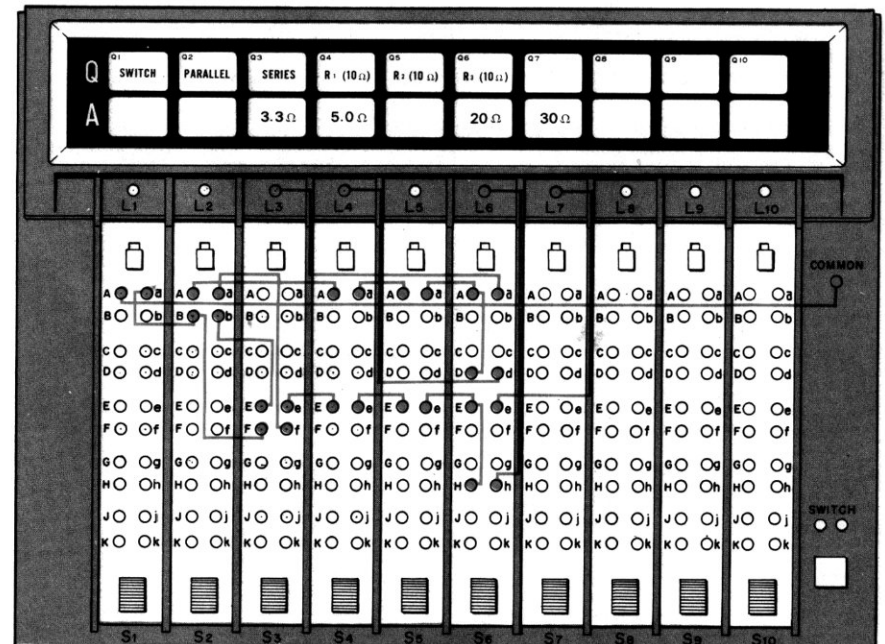 Q Q1 SWITCH Q2 PARALLEL Q3 SERIES Q4 R1 (10Ω) Q5 R2 (10Ω) Q6 R3 (10Ω) Q7 Q8 Q9 Q10
A 3.3Ω 5.0Ω 20Ω 30Ω
L1 L2 L3 L4 L5 L6 L7 L8 L9 L10
COMMON
A a A a A a A a A a A a A a A a A a A a
B b B b B b B b B b B b B b B b B b B b
C c C c C c C c C c C c C c C c C c C c
D d D d D d D d D d D d D d D d D d D d
E e E e E e E e E e E e E e E e E e E e
F f F f F f F f F f F f F f F f F f F f
G g G g G g G g G g G g G g G g G g G g
H h H h H h H h H h H h H h H h H h H h
SWITCH
J j J j J j J j J j J j J j J j J j J j
K k K k K k K k K k K k K k K k K k K k
S1 S2 S3 S4 S5 S6 S7 S8 S9 S10